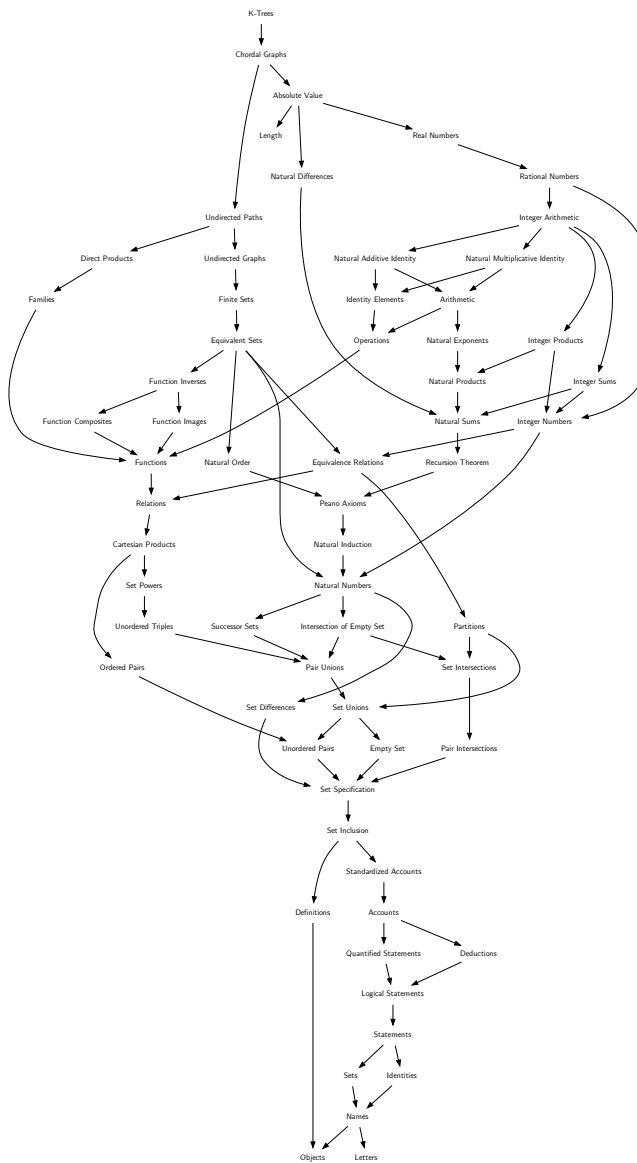 K-Trees
Chordal Graphs
Absolute Value
Length
Real Numbers
Natural Differences
Rational Numbers
Undirected Paths
Integer Arithmetic
Direct Products
Undirected Graphs
Natural Additive Identity
Natural Multiplicative Identity
Families
Finite Sets
Identity Elements
Arithmetic
Equivalent Sets
Operations
Natural Exponents
Integer Products
Function Inverses
Natural Products
Integer Sums
Function Composites
Function Images
Natural Sums
Integer Numbers
Functions
Natural Order
Equivalence Relations
Recursion Theorem
Relations
Peano Axioms
Cartesian Products
Natural Induction
Set Powers
Natural Numbers
Unordered Triples
Successor Sets
Intersection of Empty Set
Partitions
Ordered Pairs
Pair Unions
Set Intersections
Set Differences
Set Unions
Unordered Pairs
Empty Set
Pair Intersections
Set Specification
Set Inclusion
Standardized Accounts
Definitions
Accounts
Quantified Statements
Deductions
Logical Statements
Statements
Sets
Identities
Names
Objects
Letters